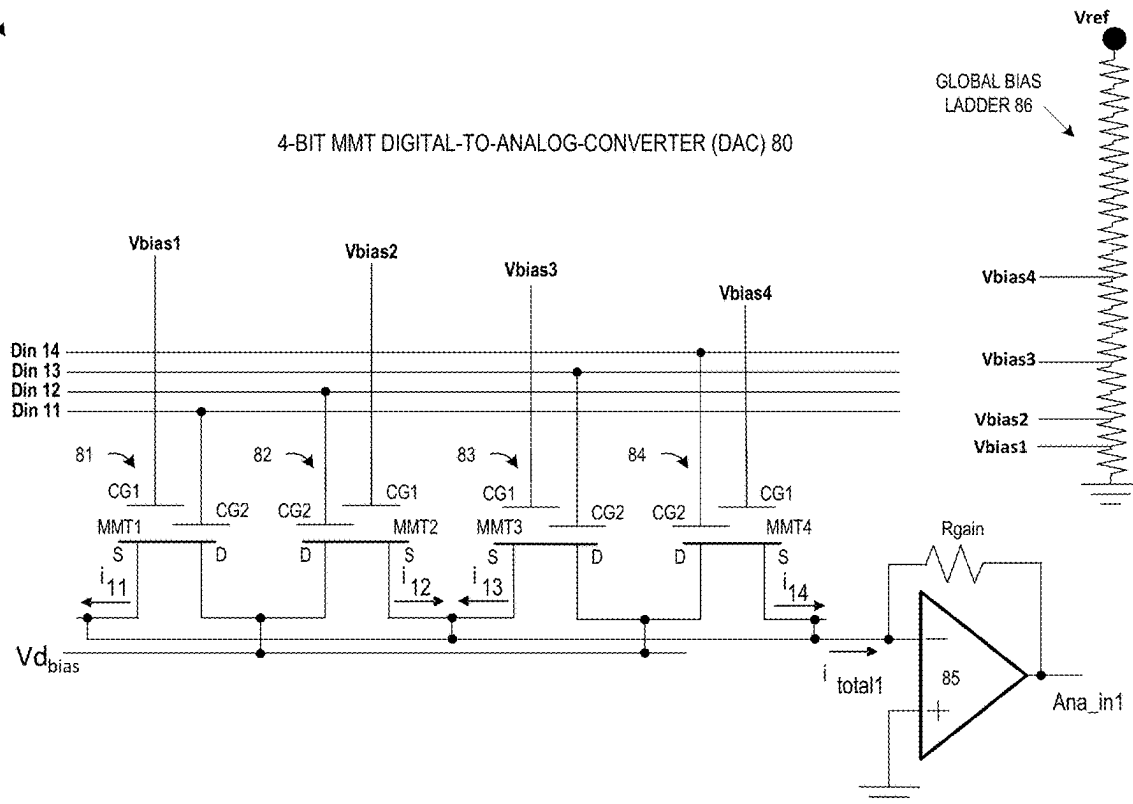 Vref
GLOBAL BIAS
LADDER 86
4-BIT MMT DIGITAL-TO-ANALOG-CONVERTER (DAC) 80
Vbias1
Vbias2
Vbias3
Vbias4
Vbias4
Vbias3
Vbias2
Vbias1
Din 14
Din 13
Din 12
Din 11
81
82
83
84
CG1
CG2
CG2
CG1
CG1
CG2
CG2
CG1
MMT1
MMT2
MMT3
MMT4
S
D
D
S
S
D
D
S
i11
i12
i13
i14
Rgain
Vdbias
i total1
−
+
85
Ana_in1